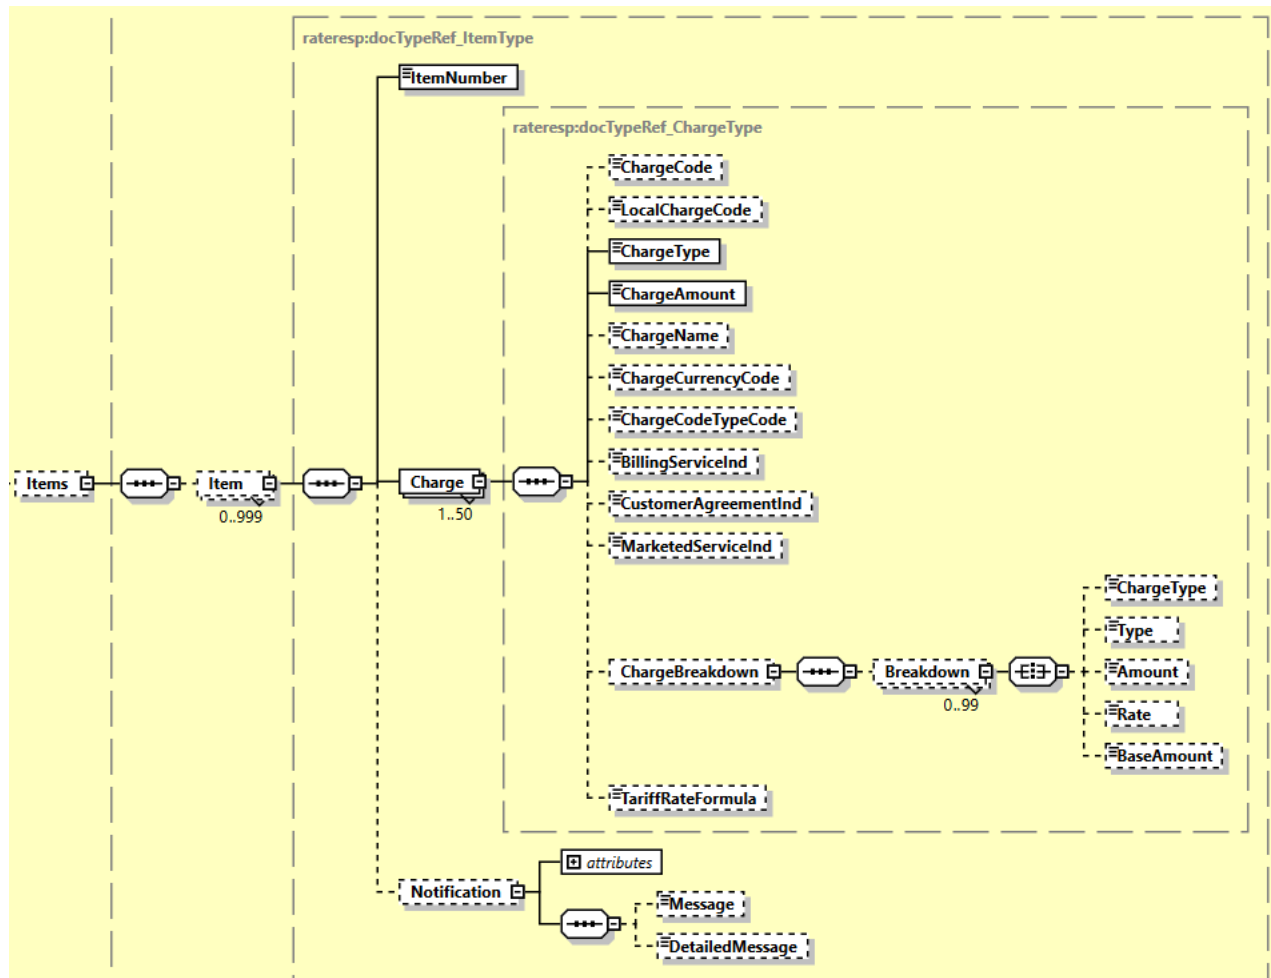 rateresp:docTypeRef_ItemType
ItemNumber
rateresp:docTypeRef_ChargeType
ChargeCode
LocalChargeCode
ChargeType
ChargeAmount
ChargeName
ChargeCurrencyCode
ChargeCodeTypeCode
BillingServiceInd
Items
Item
0..999
Charge
1..50
CustomerAgreementInd
MarketedServiceInd
ChargeBreakdown
Breakdown
0..99
ChargeType
Type
Amount
Rate
BaseAmount
TariffRateFormula
attributes
Notification
Message
DetailedMessage